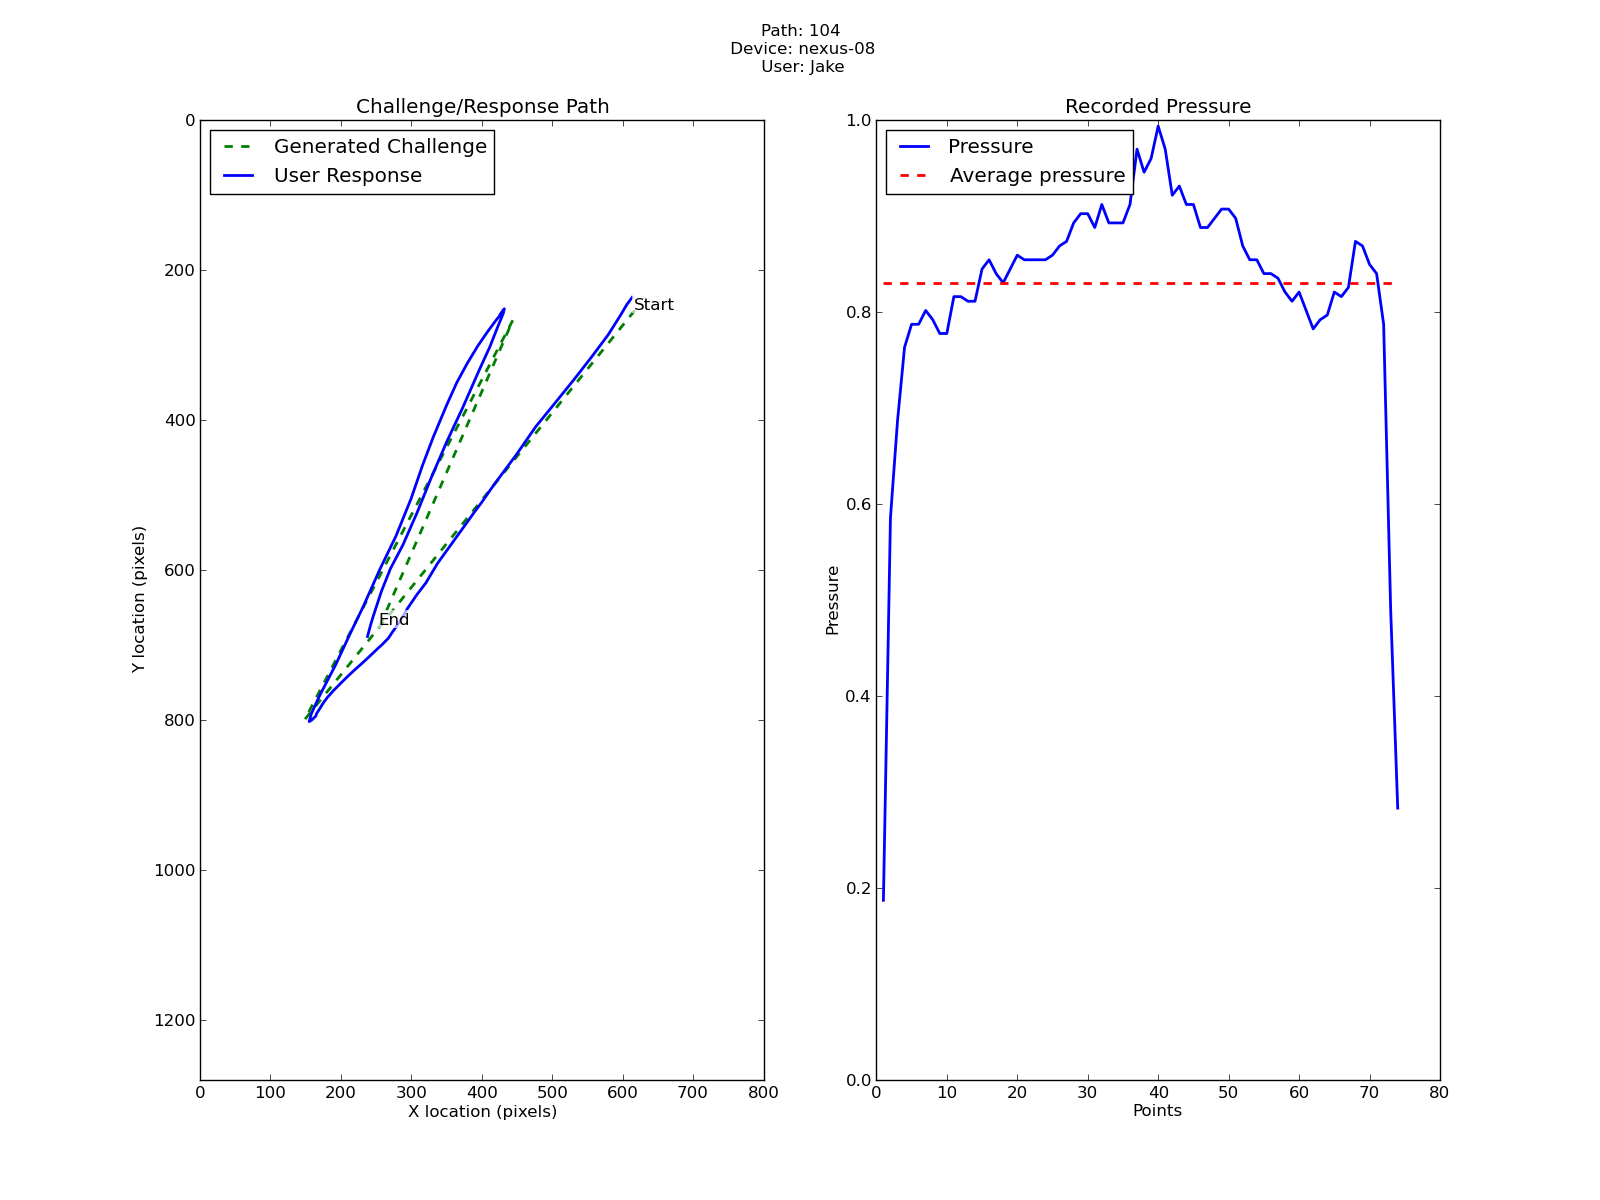 Path: 104
Device: nexus-08
User: Jake
Challenge/Response Path
Generated Challenge
User Response
Start
End
0
200
400
600
800
1000
1200
Y location (pixels)
0 100 200 300 400 500 600 700 800
X location (pixels)
Recorded Pressure
Pressure
Average pressure
1.0
0.8
0.6
0.4
0.2
0.0
Pressure
0 10 20 30 40 50 60 70 80
Points